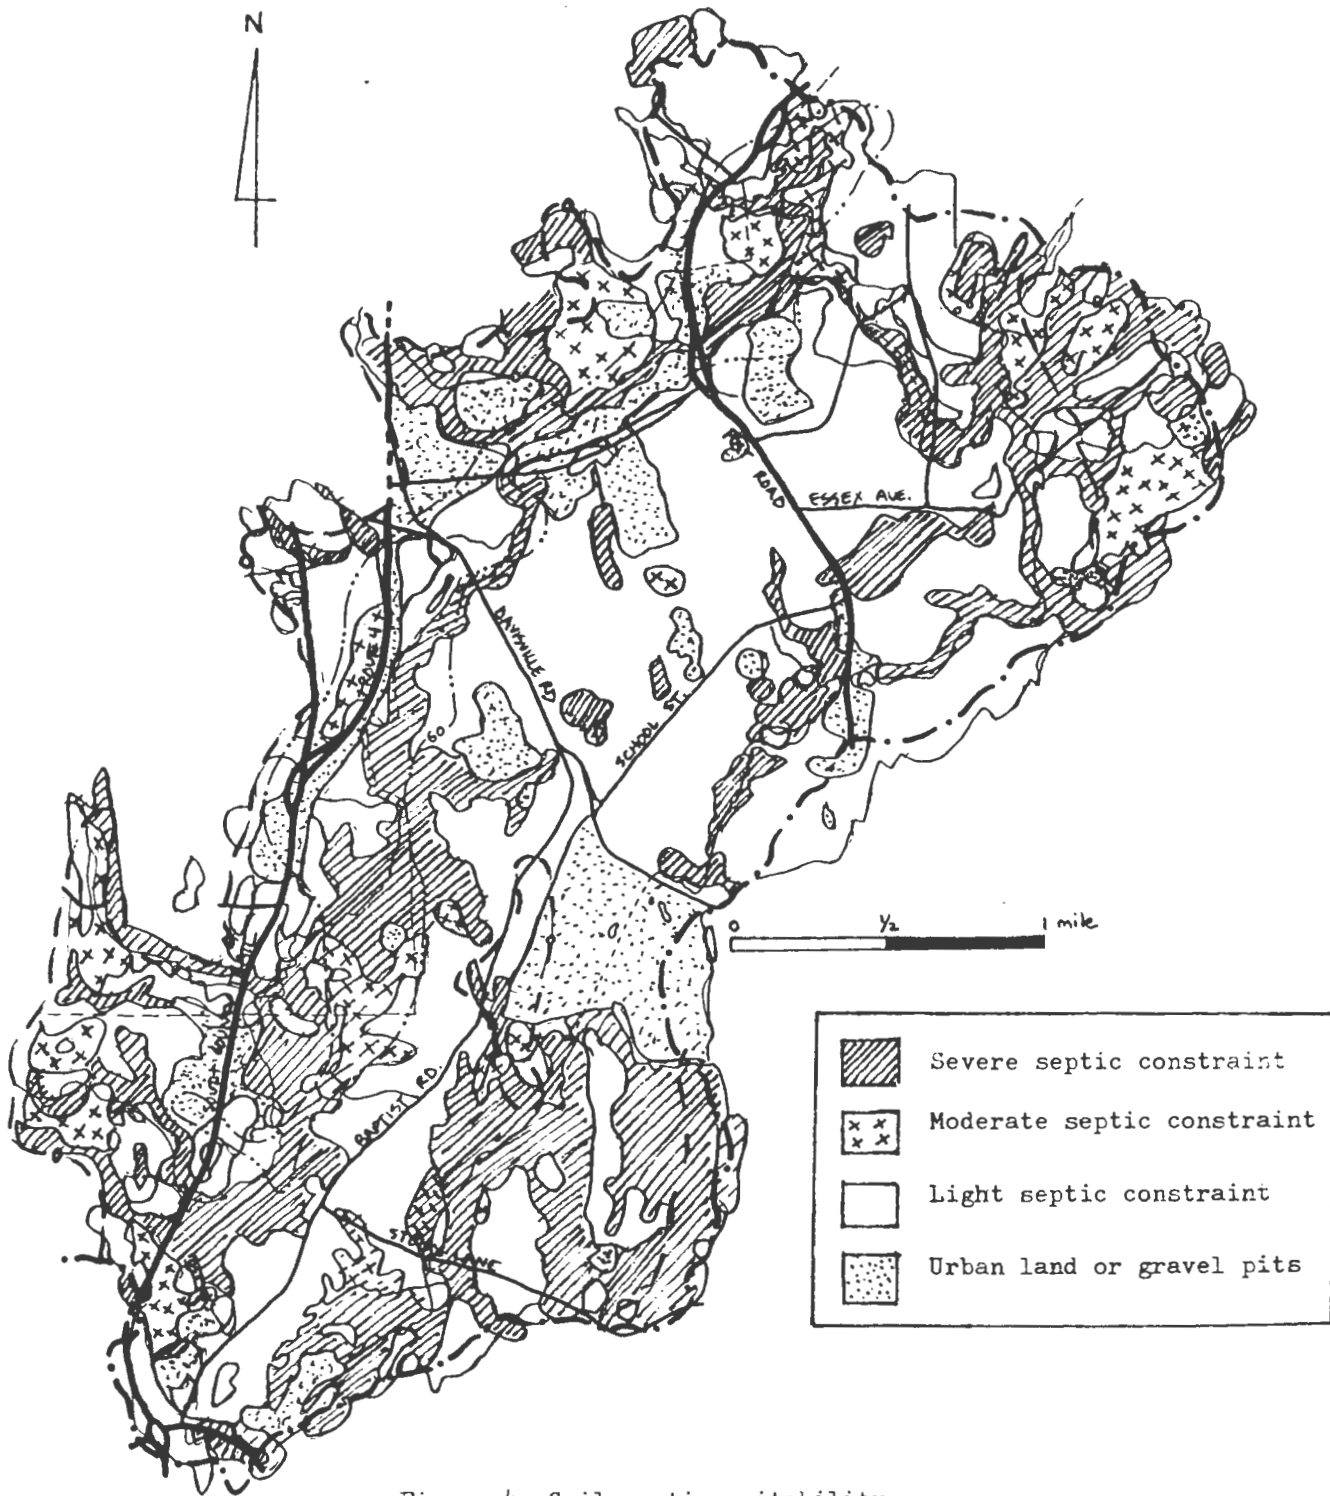 N
ROAD
ESSEX AVE.
ROUTE 4
DAVISVILLE RD
SCHOOL ST.
60
0 1/2 1 mile
BAPTIST RD.
Severe septic constraint
Moderate septic constraint
Light septic constraint
Urban land or gravel pits